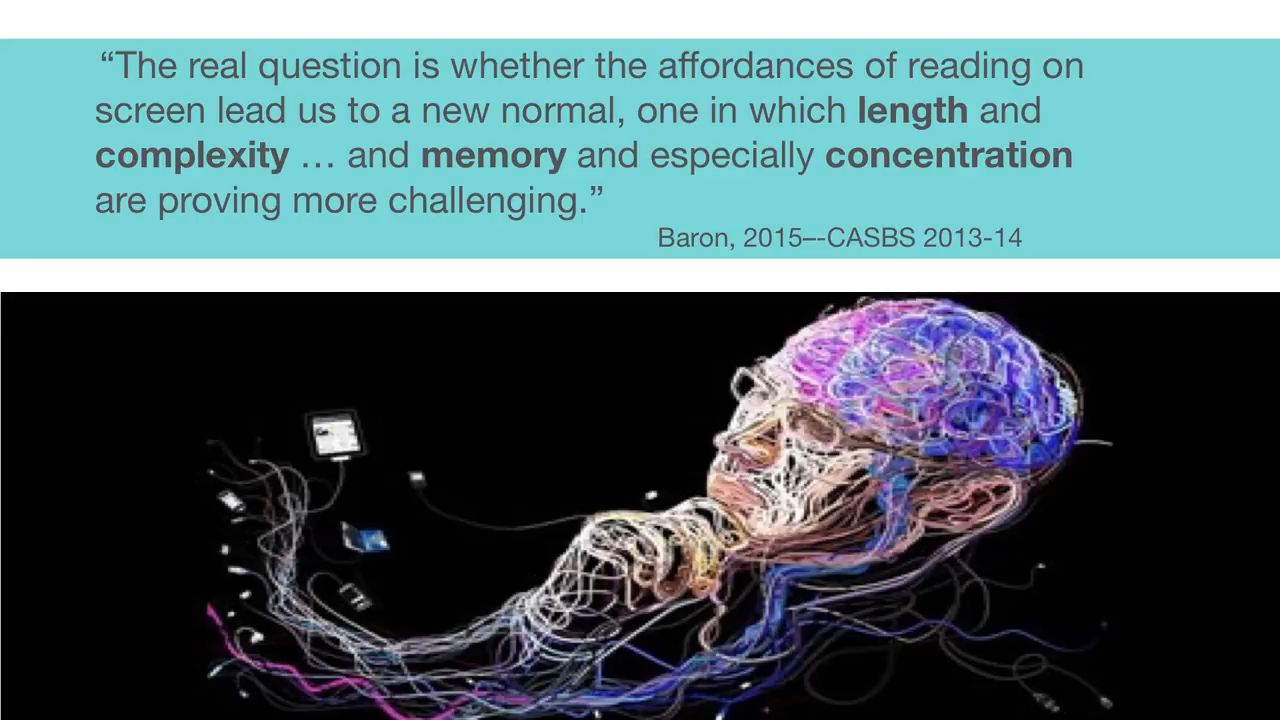 “The real question is whether the affordances of reading on
screen lead us to a new normal, one in which length and
complexity … and memory and especially concentration
are proving more challenging.”
Baron, 2015–-CASBS 2013-14